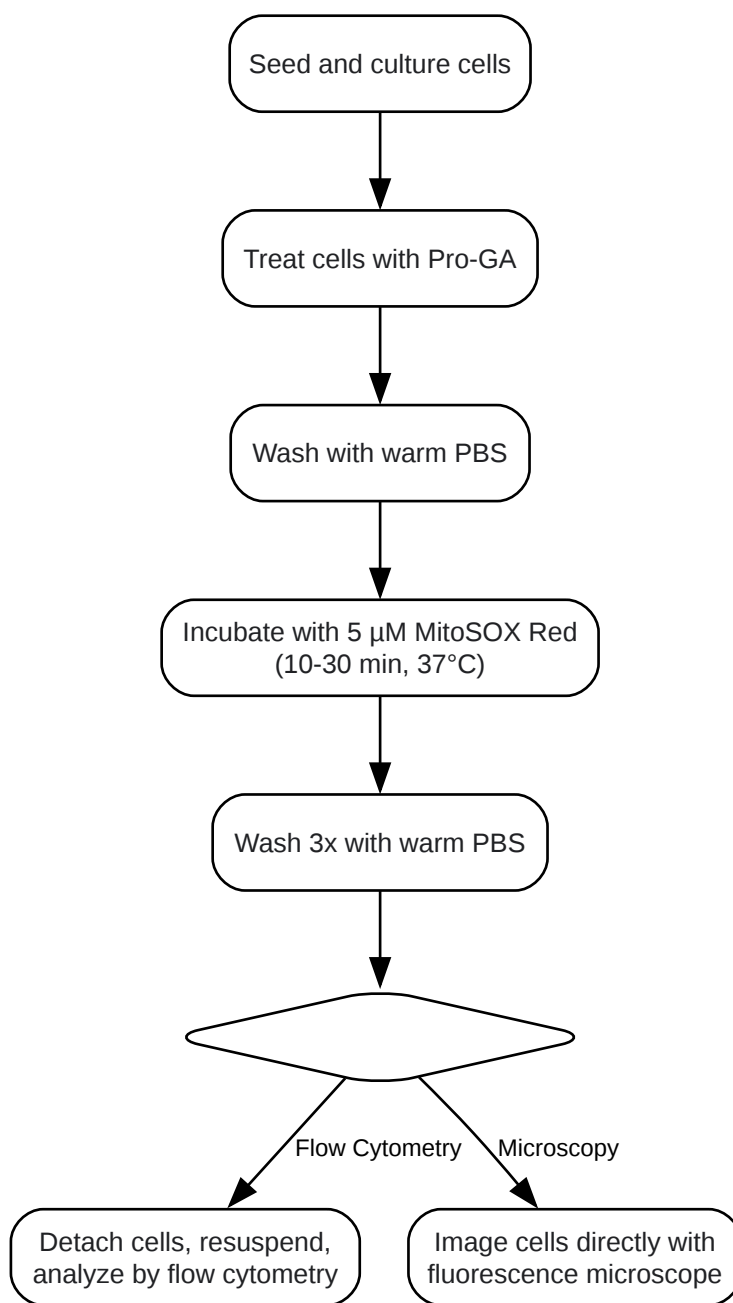 Seed and culture cells
Treat cells with Pro-GA
Wash with warm PBS
Incubate with 5 µM MitoSOX Red
(10-30 min, 37°C)
Wash 3x with warm PBS
Flow Cytometry
Microscopy
Detach cells, resuspend,
analyze by flow cytometry
Image cells directly with
fluorescence microscope